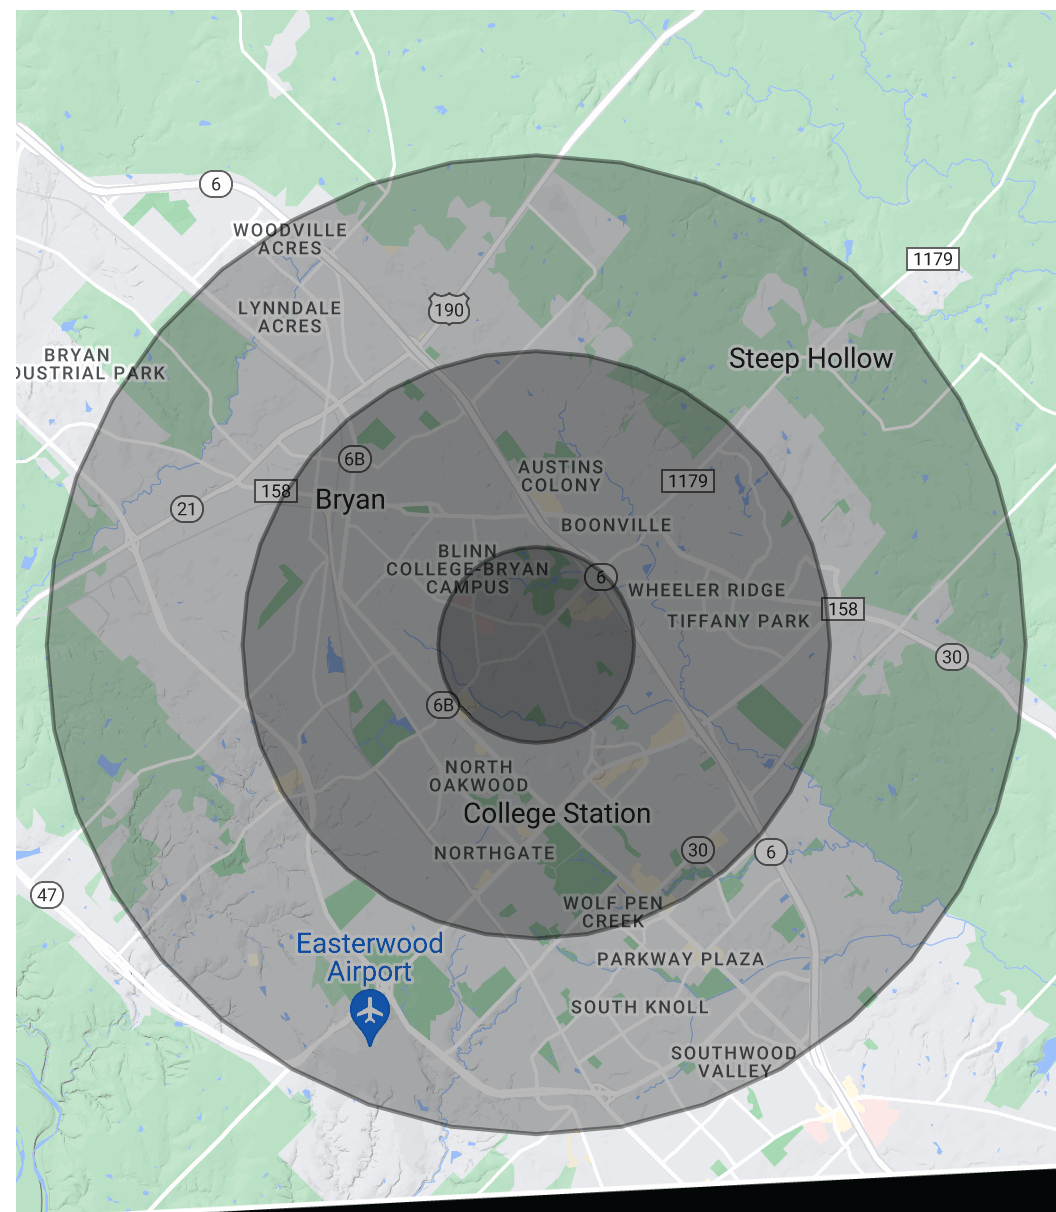 6
WOODVILLE
ACRES
1179
190
LYNNDALE
ACRES
BRYAN
DUSTRIAL PARK
Steep Hollow
6B
AUSTINS
COLONY
1179
158
Bryan
21
BOONVILLE
BLINN
COLLEGE-BRYAN
CAMPUS
6
WHEELER RIDGE
158
TIFFANY PARK
30
6B
NORTH
OAKWOOD
College Station
NORTHGATE
30
6
47
WOLF PEN
CREEK
Easterwood
Airport
PARKWAY PLAZA
SOUTH KNOLL
SOUTHWOOD
VALLEY